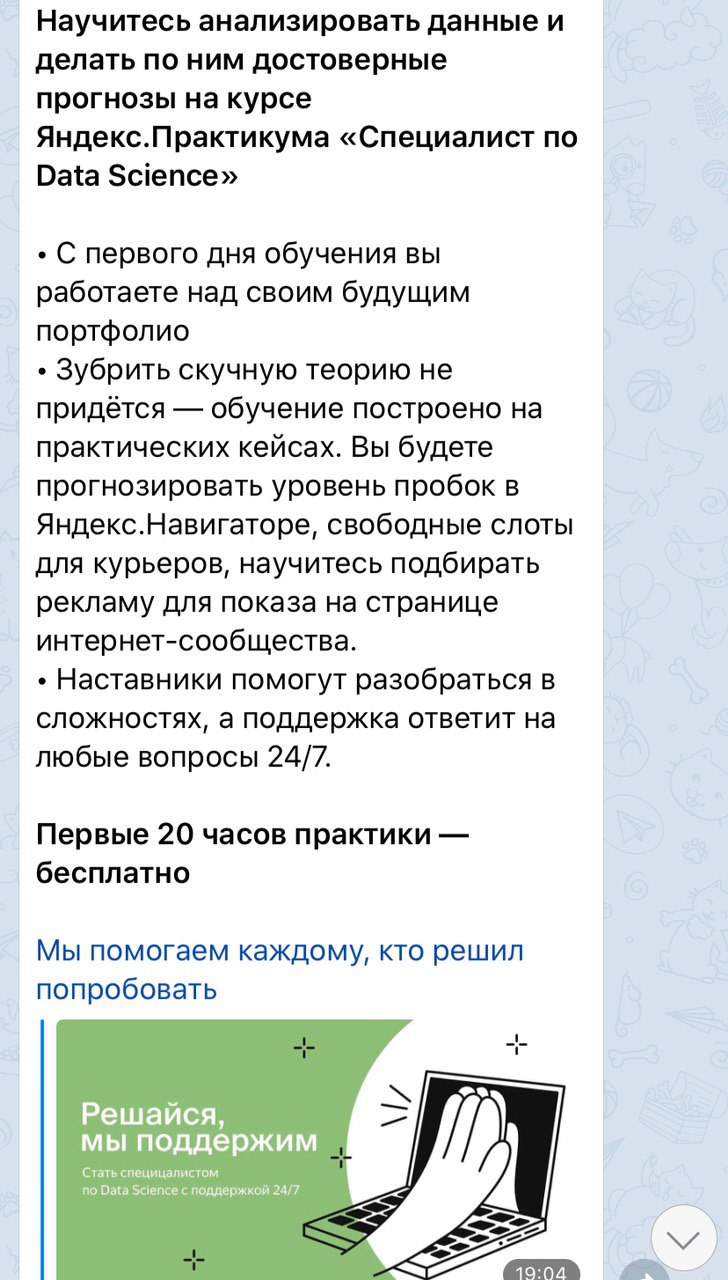 Научитесь анализировать данные и
делать по ним достоверные
прогнозы на курсе
Яндекс.Практикума «Специалист по
Data Science»
• С первого дня обучения вы
работаете над своим будущим
портфолио
• Зубрить скучную теорию не
придётся — обучение построено на
практических кейсах. Вы будете
прогнозировать уровень пробок в
Яндекс.Навигаторе, свободные слоты
для курьеров, научитесь подбирать
рекламу для показа на странице
интернет-сообщества.
• Наставники помогут разобраться в
сложностях, а поддержка ответит на
любые вопросы 24/7.
Первые 20 часов практики —
бесплатно
Мы помогаем каждому, кто решил
попробовать
Решайся,
мы поддержим
Стать специцалистом
по Data Science с поддержкой 24/7
19:04